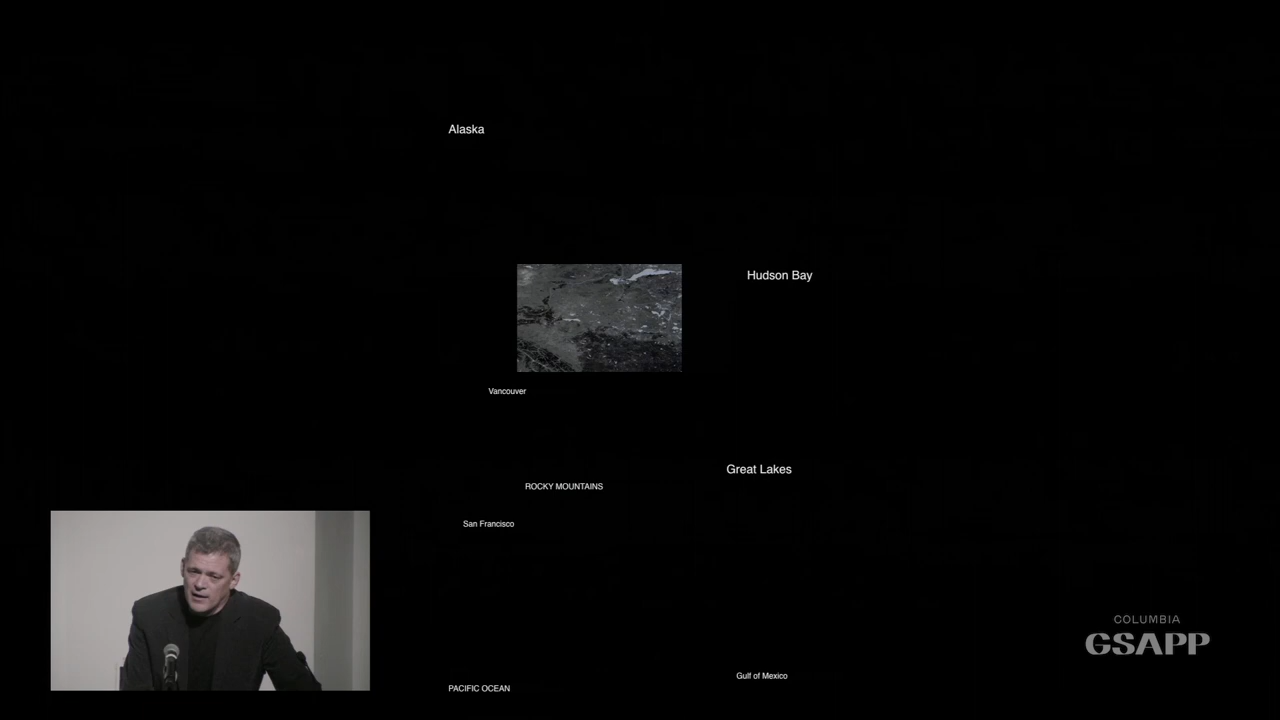 Alaska
Hudson Bay
Vancouver
Great Lakes
ROCKY MOUNTAINS
San Francisco
COLUMBIA
GSAPP
Gulf of Mexico
PACIFIC OCEAN